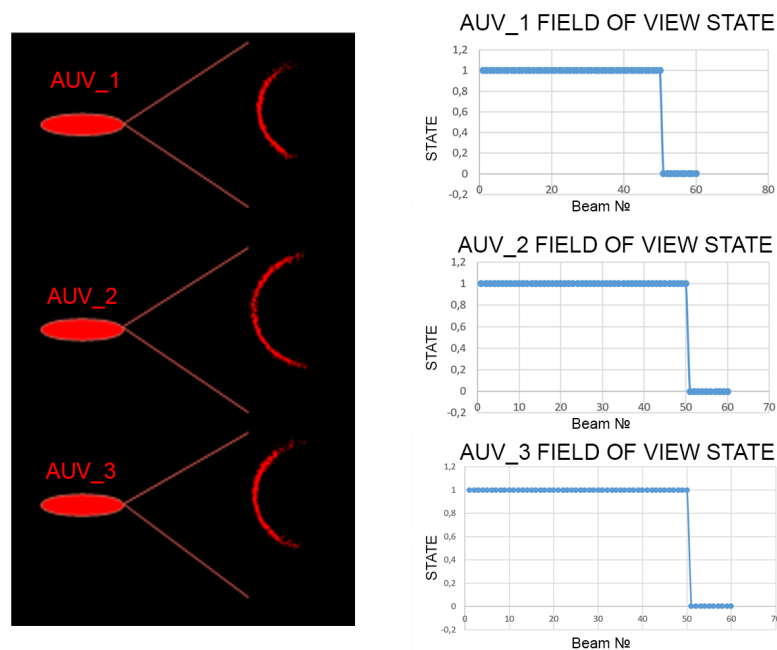 AUV_1
AUV_2
AUV_3
AUV_1 FIELD OF VIEW STATE
1,2
1
0,8
0,6
0,4
0,2
0
-0,2
0 20 40 60 80
STATE
Beam №
AUV_2 FIELD OF VIEW STATE
1,2
1
0,8
0,6
0,4
0,2
0
-0,2
0 10 20 30 40 50 60 70
STATE
Beam №
AUV_3 FIELD OF VIEW STATE
1,2
1
0,8
0,6
0,4
0,2
0
-0,2
0 10 20 30 40 50 60 70
STATE
Beam №